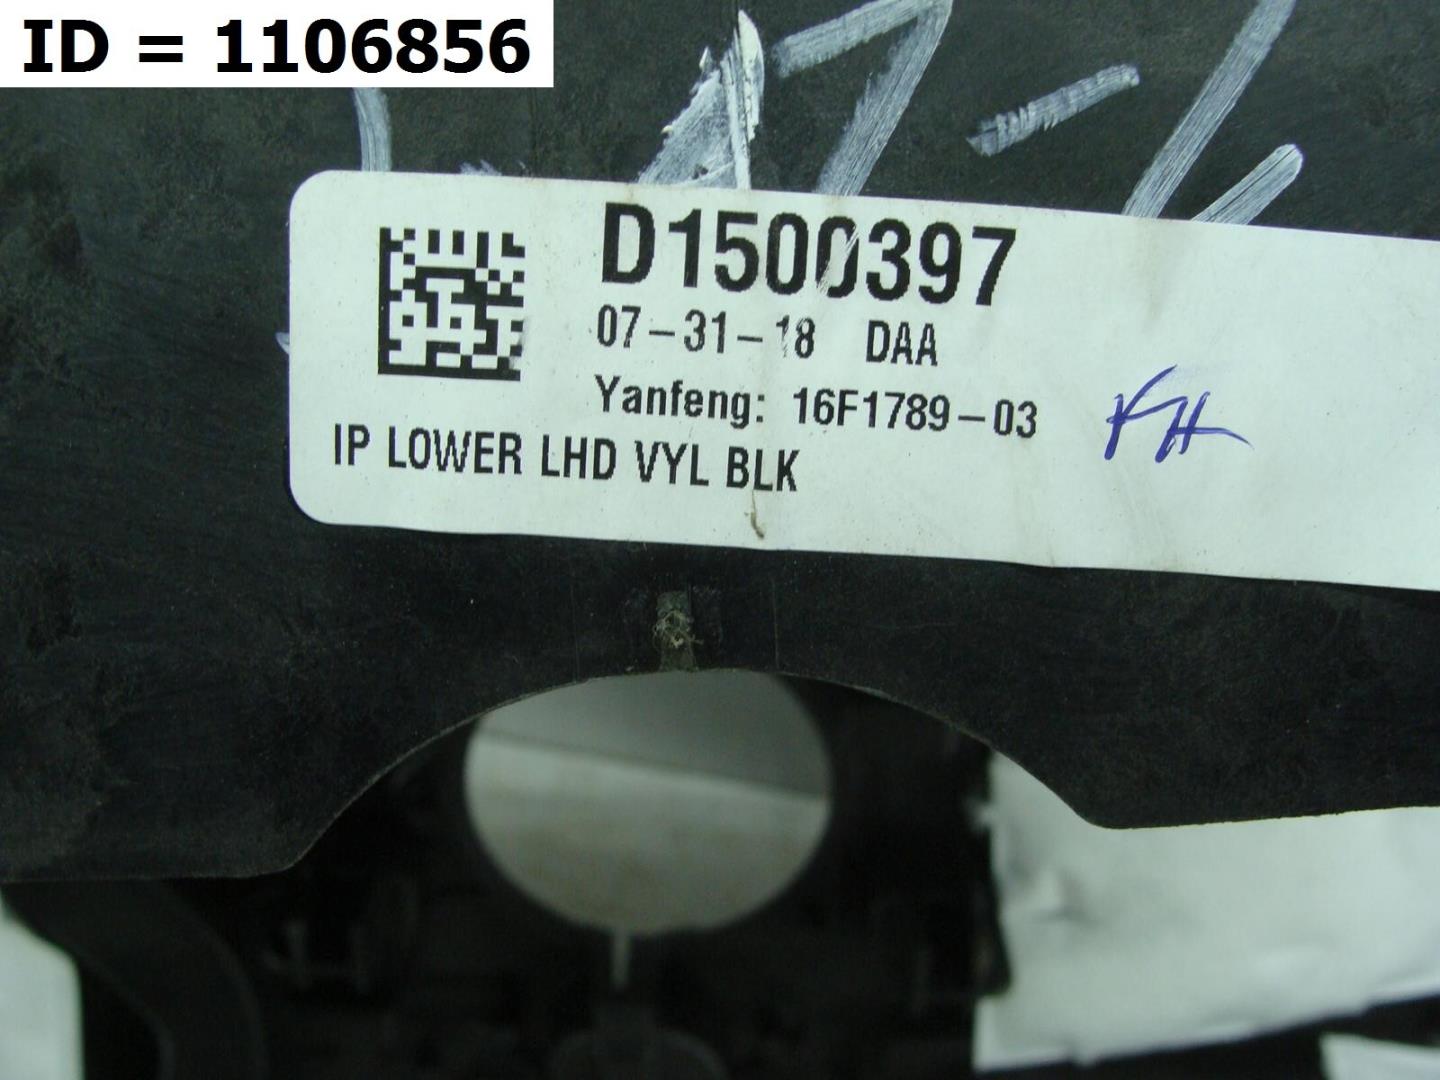 ID = 1106856
D1500397
07-31-18 DAA
Yanfeng: 16F1789-03
IP LOWER LHD VYL BLK